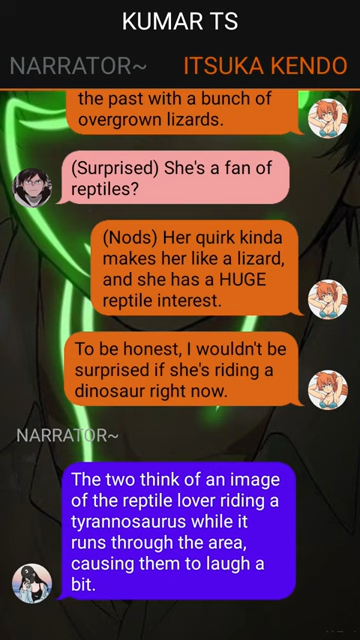 KUMAR TS
NARRATOR~ ITSUKA KENDO
the past with a bunch of
overgrown lizards.
(Surprised) She's a fan of
reptiles?
(Nods) Her quirk kinda
makes her like a lizard,
and she has a HUGE
reptile interest.
To be honest, I wouldn't be
surprised if she's riding a
dinosaur right now.
NARRATOR~
The two think of an image
of the reptile lover riding a
tyrannosaurus while it
runs through the area,
causing them to laugh a
bit.